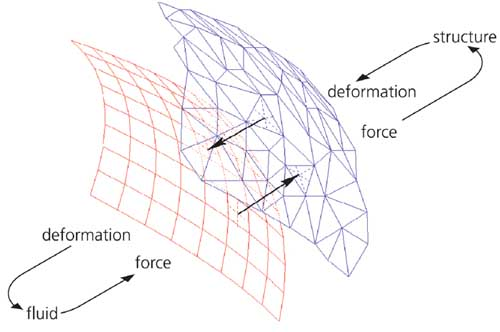 structure
deformation
force
deformation
force
fluid